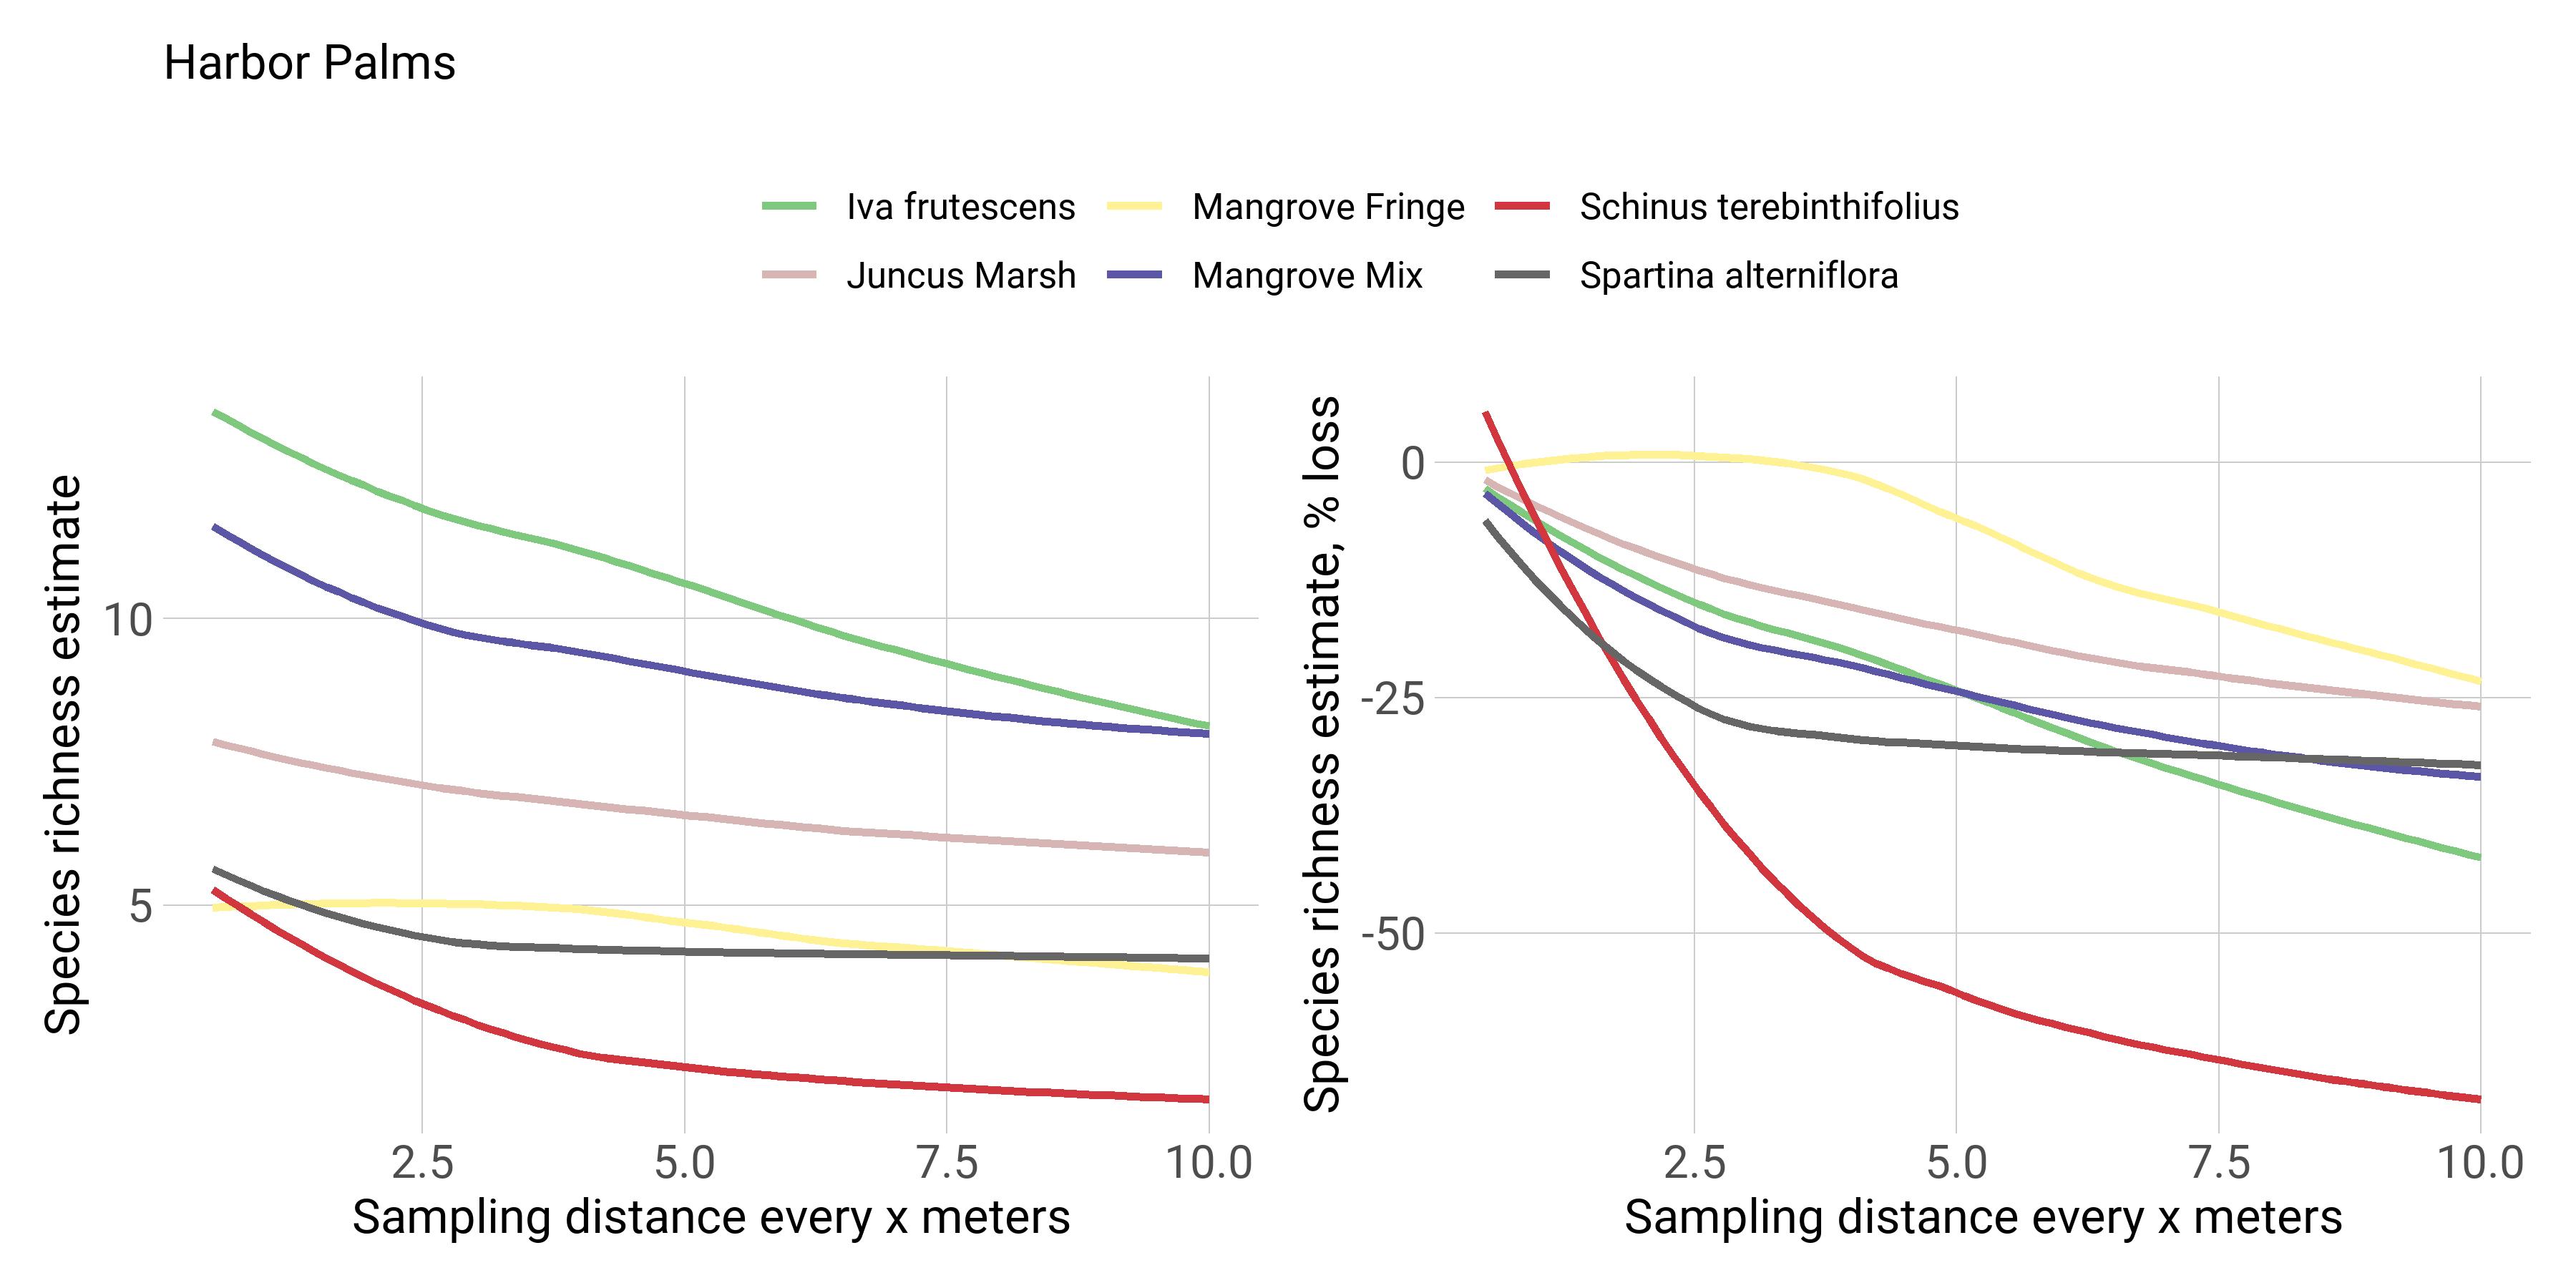 Harbor Palms
Iva frutescens
Mangrove Fringe
Schinus terebinthifolius
Juncus Marsh
Mangrove Mix
Spartina alterniflora
Species richness estimate
10
5
2.5
5.0
7.5
10.0
Sampling distance every x meters
Species richness estimate, % loss
0
-25
-50
2.5
5.0
7.5
10.0
Sampling distance every x meters